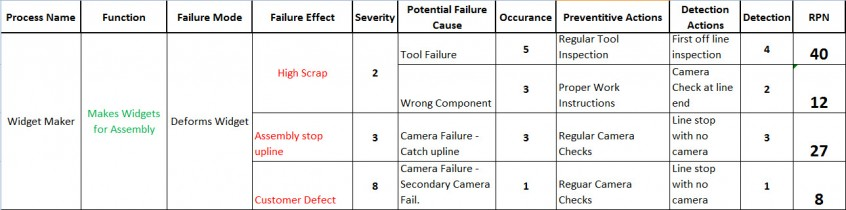 Process Name Function Failure Mode Failure Effect Severity Potential Failure Cause Occurance Preventitive Actions Detection Actions Detection RPN
Widget Maker
Makes Widgets
for Assembly
Deforms Widget
High Scrap
2
Tool Failure
5
Regular Tool
Inspection
First off line
inspection
4
40
Wrong Component
3
Proper Work
Instructions
Camera
Check at line
end
2
12
Assembly stop
upline
3
Camera Failure -
Catch upline
3
Regular Camera
Checks
Line stop
with no
camera
3
27
Customer Defect
8
Camera Failure -
Secondary Camera
Fail.
1
Reguar Camera
Checks
Line stop
with no
camera
1
8